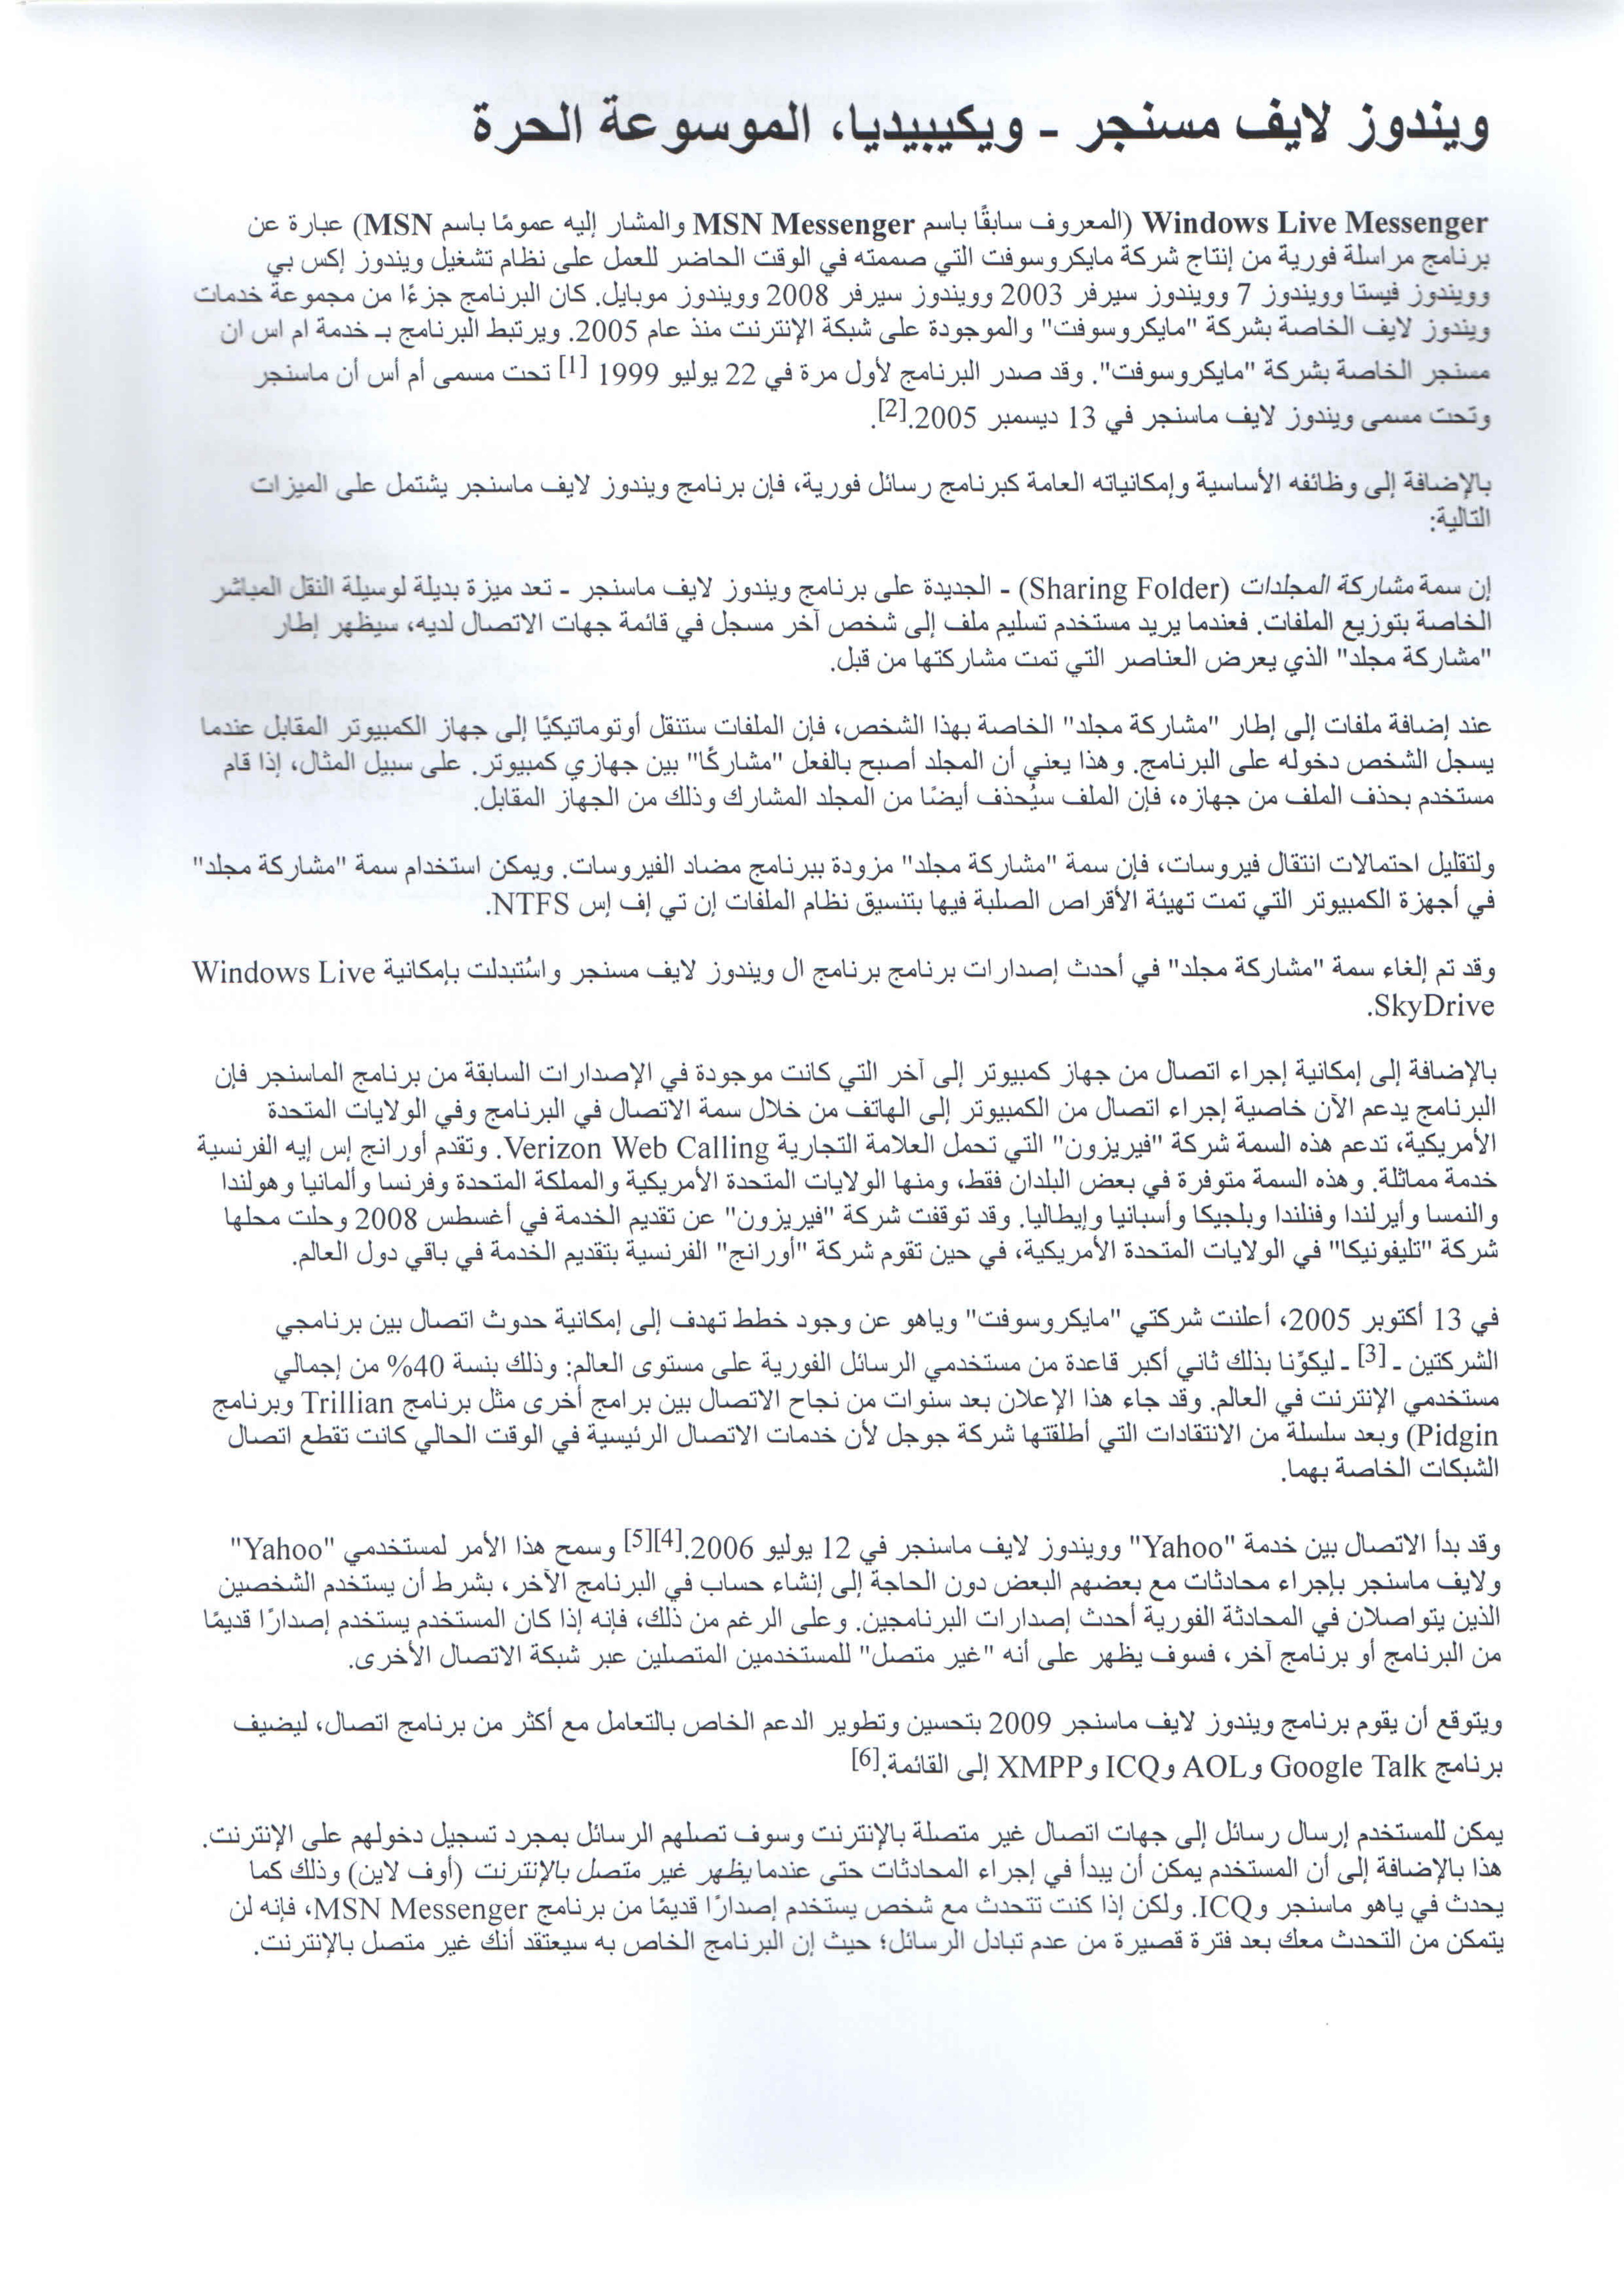 ويندوز لايف مسنجر - ويكيبيديا، الموسوعة الحرة
Windows Live Messenger (المعروف سابقًا باسم MSN Messenger والمشار إليه عمومًا باسم MSN) عبارة عن
برنامج مراسلة فورية من إنتاج شركة مايكروسوفت التي صممته في الوقت الحاضر للعمل على نظام تشغيل ويندوز إكس بي
وويندوز فيستا وويندوز 7 وويندوز سيرفر 2003 وويندوز سيرفر 2008 وويندوز موبايل. كان البرنامج جزءًا من مجموعة خدمات
ويندوز لايف الخاصة بشركة "مايكروسوفت" والموجودة على شبكة الإنترنت منذ عام 2005. ويرتبط البرنامج بـ خدمة ام اس ان
مسنجر الخاصة بشركة "مايكروسوفت". وقد صدر البرنامج لأول مرة في 22 يوليو 1999 [1] تحت مسمى أم أس أن ماسنجر
وتحت مسمى ويندوز لايف ماسنجر في 13 ديسمبر 2005.[2].
بالإضافة إلى وظائفه الأساسية وإمكانياته العامة كبرنامج رسائل فورية، فإن برنامج ويندوز لايف ماسنجر يشتمل على الميزات
التالية:
إن سمة مشاركة المجلدات (Sharing Folder) - الجديدة على برنامج ويندوز لايف ماسنجر - تعد ميزة بديلة لوسيلة النقل المباشر
الخاصة بتوزيع الملفات. فعندما يريد مستخدم تسليم ملف إلى شخص آخر مسجل في قائمة جهات الاتصال لديه، سيظهر إطار
"مشاركة مجلد" الذي يعرض العناصر التي تمت مشاركتها من قبل.
عند إضافة ملفات إلى إطار "مشاركة مجلد" الخاصة بهذا الشخص، فإن الملفات ستنقل أوتوماتيكيًا إلى جهاز الكمبيوتر المقابل عندما
يسجل الشخص دخوله على البرنامج. وهذا يعني أن المجلد أصبح بالفعل "مشاركًا" بين جهازي كمبيوتر. على سبيل المثال، إذا قام
مستخدم بحذف الملف من جهازه، فإن الملف سيُحذف أيضًا من المجلد المشارك وذلك من الجهاز المقابل.
ولتقليل احتمالات انتقال فيروسات، فإن سمة "مشاركة مجلد" مزودة ببرنامج مضاد الفيروسات. ويمكن استخدام سمة "مشاركة مجلد"
في أجهزة الكمبيوتر التي تمت تهيئة الأقراص الصلبة فيها بتنسيق نظام الملفات إن تي إف إس NTFS.
وقد تم إلغاء سمة "مشاركة مجلد" في أحدث إصدارات برنامج برنامج ال ويندوز لايف مسنجر واستُبدلت بإمكانية Windows Live
SkyDrive.
بالإضافة إلى إمكانية إجراء اتصال من جهاز كمبيوتر إلى آخر التي كانت موجودة في الإصدارات السابقة من برنامج الماسنجر فإن
البرنامج يدعم الآن خاصية إجراء اتصال من الكمبيوتر إلى الهاتف من خلال سمة الاتصال في البرنامج وفي الولايات المتحدة
الأمريكية، تدعم هذه السمة شركة "فيريزون" التي تحمل العلامة التجارية Verizon Web Calling. وتقدم أورانج إس إيه الفرنسية
خدمة مماثلة. وهذه السمة متوفرة في بعض البلدان فقط، ومنها الولايات المتحدة الأمريكية والمملكة المتحدة وفرنسا وألمانيا وهولندا
والنمسا وأيرلندا وفنلندا وبلجيكا وأسبانيا وإيطاليا. وقد توقفت شركة "فيريزون" عن تقديم الخدمة في أغسطس 2008 وحلت محلها
شركة "تليفونيكا" في الولايات المتحدة الأمريكية، في حين تقوم شركة "أورانج" الفرنسية بتقديم الخدمة في باقي دول العالم.
في 13 أكتوبر 2005، أعلنت شركتي "مايكروسوفت" وياهو عن وجود خطط تهدف إلى إمكانية حدوث اتصال بين برنامجي
الشركتين ـ [3] ـ ليكوّنا بذلك ثاني أكبر قاعدة من مستخدمي الرسائل الفورية على مستوى العالم: وذلك بنسة 40% من إجمالي
مستخدمي الإنترنت في العالم. وقد جاء هذا الإعلان بعد سنوات من نجاح الاتصال بين برامج أخرى مثل برنامج Trillian وبرنامج
Pidgin) وبعد سلسلة من الانتقادات التي أطلقتها شركة جوجل لأن خدمات الاتصال الرئيسية في الوقت الحالي كانت تقطع اتصال
الشبكات الخاصة بهما.
وقد بدأ الاتصال بين خدمة "Yahoo" وويندوز لايف ماسنجر في 12 يوليو 2006.[4][5] وسمح هذا الأمر لمستخدمي "Yahoo"
ولايف ماسنجر بإجراء محادثات مع بعضهم البعض دون الحاجة إلى إنشاء حساب في البرنامج الآخر، بشرط أن يستخدم الشخصين
الذين يتواصلان في المحادثة الفورية أحدث إصدارات البرنامجين. وعلى الرغم من ذلك، فإنه إذا كان المستخدم يستخدم إصدارًا قديمًا
من البرنامج أو برنامج آخر، فسوف يظهر على أنه "غير متصل" للمستخدمين المتصلين عبر شبكة الاتصال الأخرى.
ويتوقع أن يقوم برنامج ويندوز لايف ماسنجر 2009 بتحسين وتطوير الدعم الخاص بالتعامل مع أكثر من برنامج اتصال، ليضيف
برنامج Google Talk وAOL وICQ وXMPP إلى القائمة.[6]
يمكن للمستخدم إرسال رسائل إلى جهات اتصال غير متصلة بالإنترنت وسوف تصلهم الرسائل بمجرد تسجيل دخولهم على الإنترنت.
هذا بالإضافة إلى أن المستخدم يمكن أن يبدأ في إجراء المحادثات حتى عندما يظهر غير متصل بالإنترنت (أوف لاين) وذلك كما
يحدث في ياهو ماسنجر وICQ. ولكن إذا كنت تتحدث مع شخص يستخدم إصدارًا قديمًا من برنامج MSN Messenger، فإنه لن
يتمكن من التحدث معك بعد فترة قصيرة من عدم تبادل الرسائل؛ حيث إن البرنامج الخاص به سيعتقد أنك غير متصل بالإنترنت.